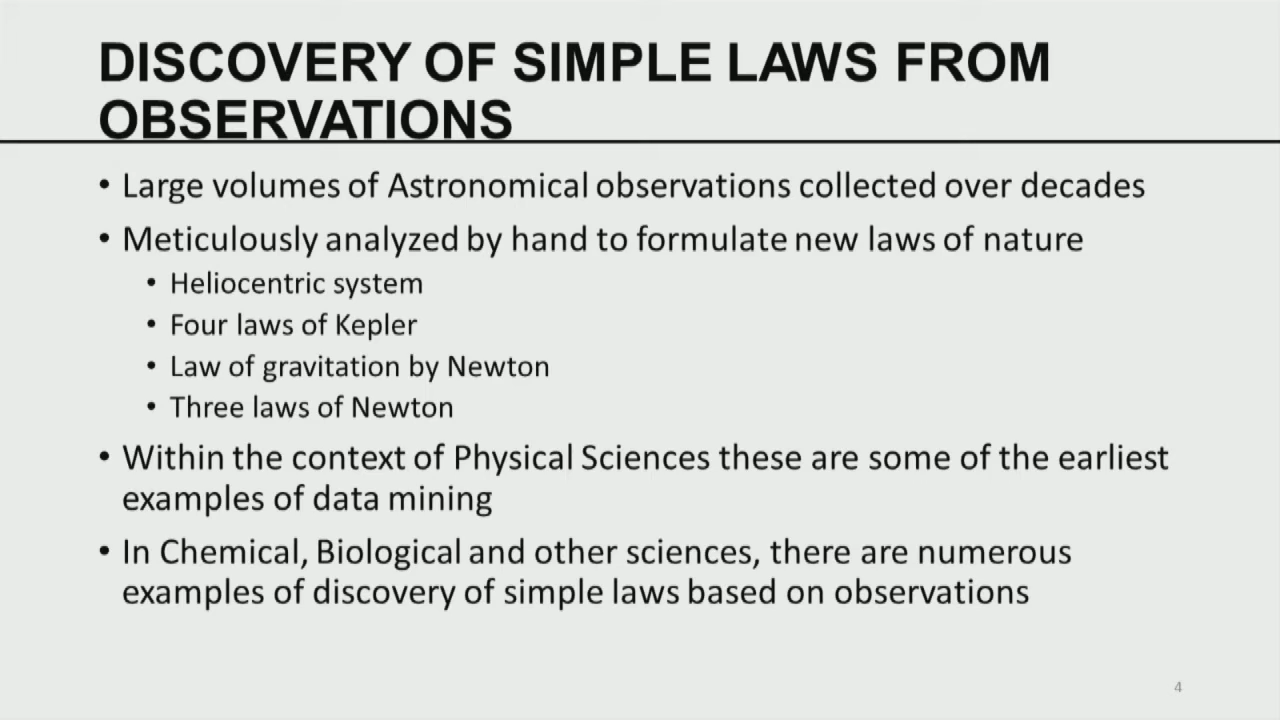 DISCOVERY OF SIMPLE LAWS FROM
OBSERVATIONS
• Large volumes of Astronomical observations collected over decades
• Meticulously analyzed by hand to formulate new laws of nature
• Heliocentric system
• Four laws of Kepler
• Law of gravitation by Newton
• Three laws of Newton
• Within the context of Physical Sciences these are some of the earliest
examples of data mining
• In Chemical, Biological and other sciences, there are numerous
examples of discovery of simple laws based on observations
4